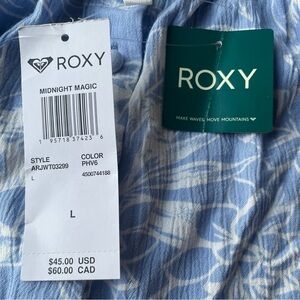 ROXY
MIDNIGHT MAGIC
1 95718 37423 6
STYLE COLOR
ARJWT03299 PHV6
L 4500744188
L
$45.00 USD
$60.00 CAD
ROXY
MAKE WAVES, MOVE MOUNTAINS